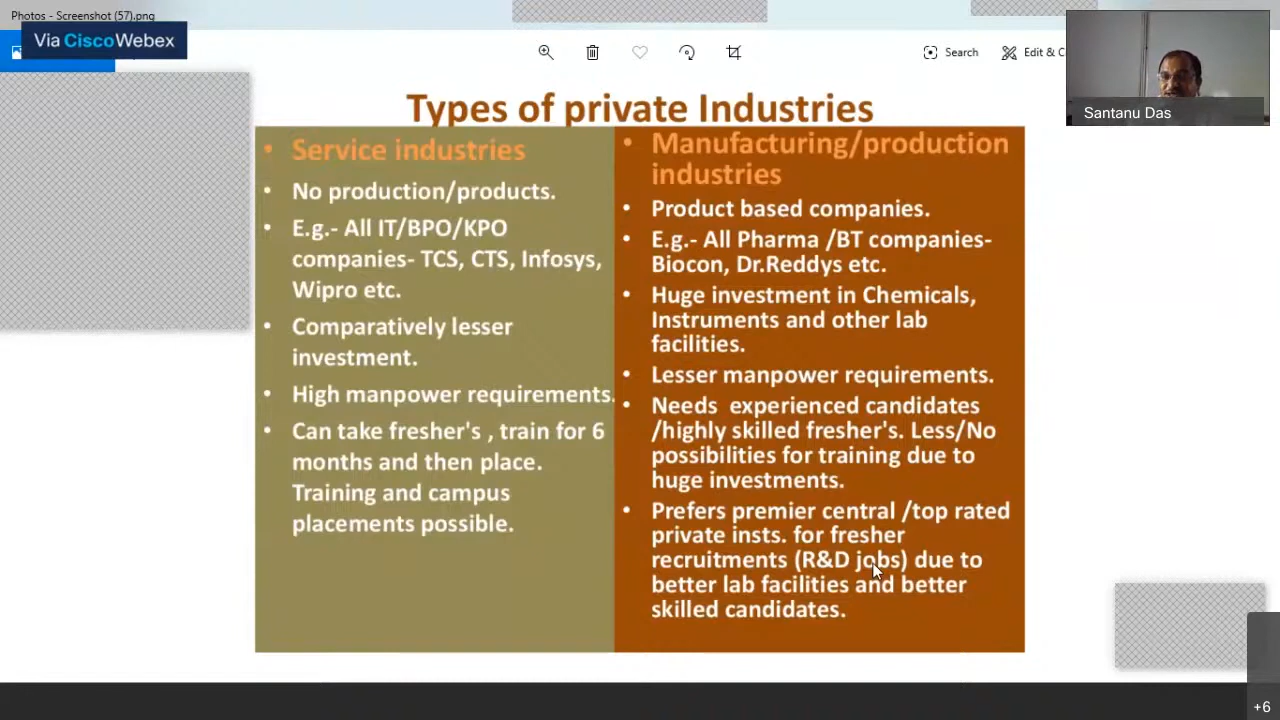 Photos - Screenshot (57).png
Via CiscoWebex
Search
Edit & C
Santanu Das
Types of private Industries
• Service industries
• No production/products.
• E.g.- All IT/BPO/KPO
companies- TCS, CTS, Infosys,
Wipro etc.
• Comparatively lesser
investment.
• High manpower requirements.
• Can take fresher's , train for 6
months and then place.
Training and campus
placements possible.
• Manufacturing/production
industries
• Product based companies.
• E.g.- All Pharma /BT companies-
Biocon, Dr.Reddys etc.
• Huge investment in Chemicals,
Instruments and other lab
facilities.
• Lesser manpower requirements.
• Needs  experienced candidates
/highly skilled fresher's. Less/No
possibilities for training due to
huge investments.
• Prefers premier central /top rated
private insts. for fresher
recruitments (R&D jobs) due to
better lab facilities and better
skilled candidates.
+6